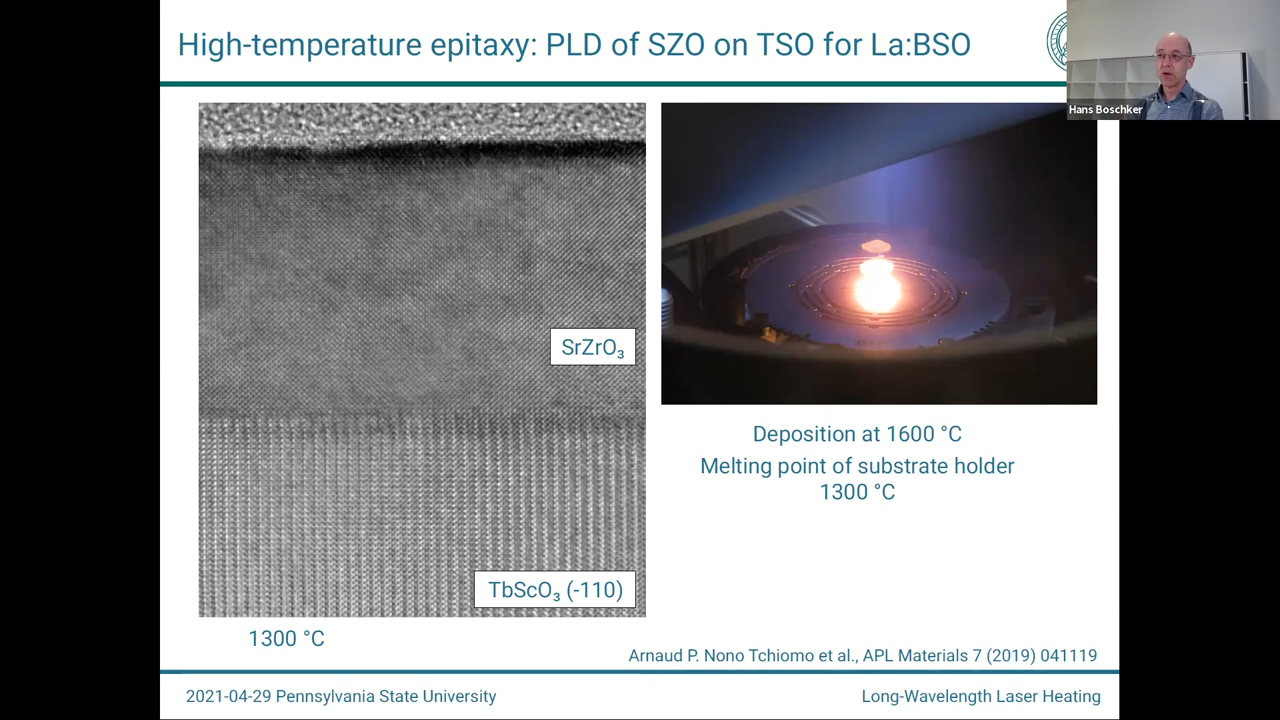 High-temperature epitaxy: PLD of SZO on TSO for La:BSO
Hans Boschker
SrZrO₃
TbScO₃ (-110)
1300 °C
Deposition at 1600 °C
Melting point of substrate holder
1300 °C
Arnaud P. Nono Tchiomo et al., APL Materials 7 (2019) 041119
2021-04-29 Pennsylvania State University
Long-Wavelength Laser Heating